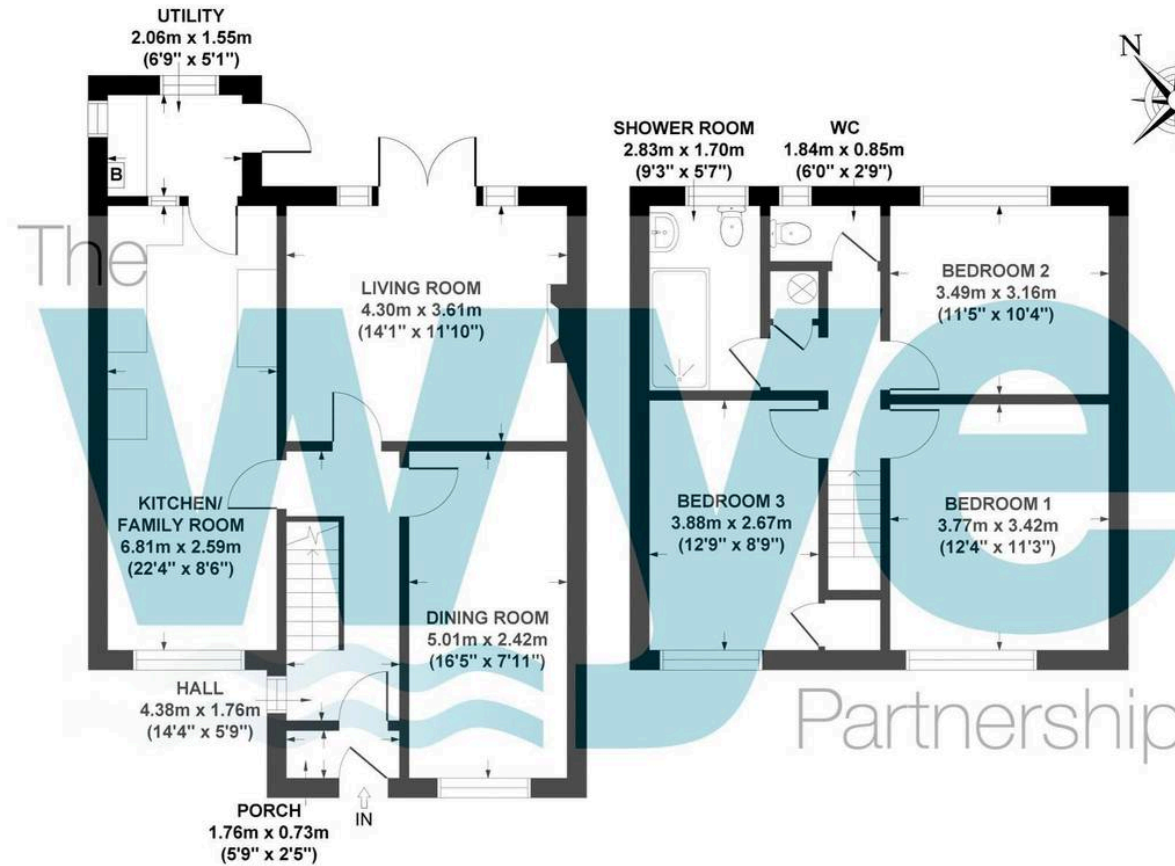 UTILITY
2.06m x 1.55m
(6'9" x 5'1")
N
SHOWER ROOM
2.83m x 1.70m
(9'3" x 5'7")
WC
1.84m x 0.85m
(6'0" x 2'9")
B
The
wye
Partnership
LIVING ROOM
4.30m x 3.61m
(14'1" x 11'10")
BEDROOM 2
3.49m x 3.16m
(11'5" x 10'4")
KITCHEN/
FAMILY ROOM
6.81m x 2.59m
(22'4" x 8'6")
BEDROOM 3
3.88m x 2.67m
(12'9" x 8'9")
BEDROOM 1
3.77m x 3.42m
(12'4" x 11'3")
DINING ROOM
5.01m x 2.42m
(16'5" x 7'11")
HALL
4.38m x 1.76m
(14'4" x 5'9")
PORCH
1.76m x 0.73m
(5'9" x 2'5")
IN